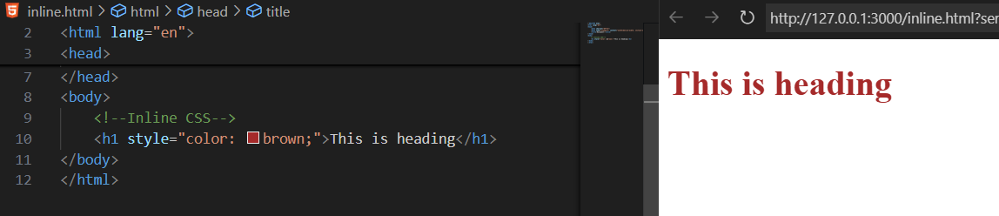 inline.html > html > head > title
2 <html lang="en">
3 <head>
7 </head>
8 <body>
9 <!--Inline CSS-->
10 <h1 style="color: brown;">This is heading</h1>
11 </body>
12 </html>
http://127.0.0.1:3000/inline.html?ser
This is heading